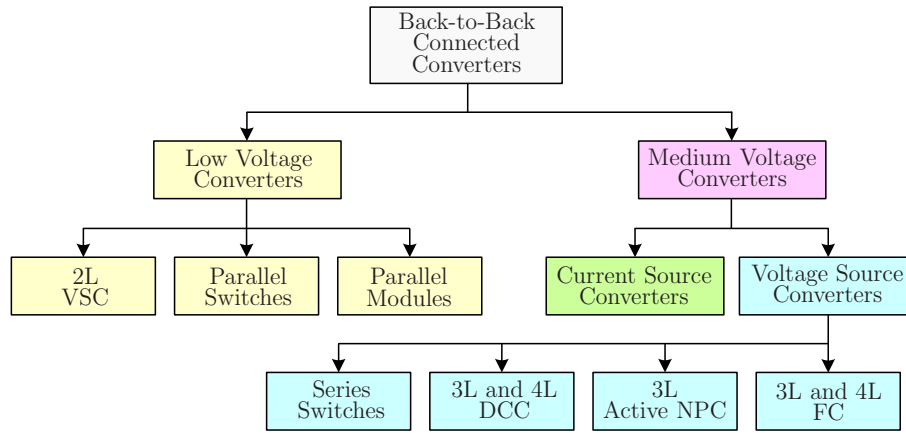 Back-to-Back
Connected
Converters
Low Voltage
Converters
Medium Voltage
Converters
2L
VSC
Parallel
Switches
Parallel
Modules
Current Source
Converters
Voltage Source
Converters
Series
Switches
3L and 4L
DCC
3L
Active NPC
3L and 4L
FC